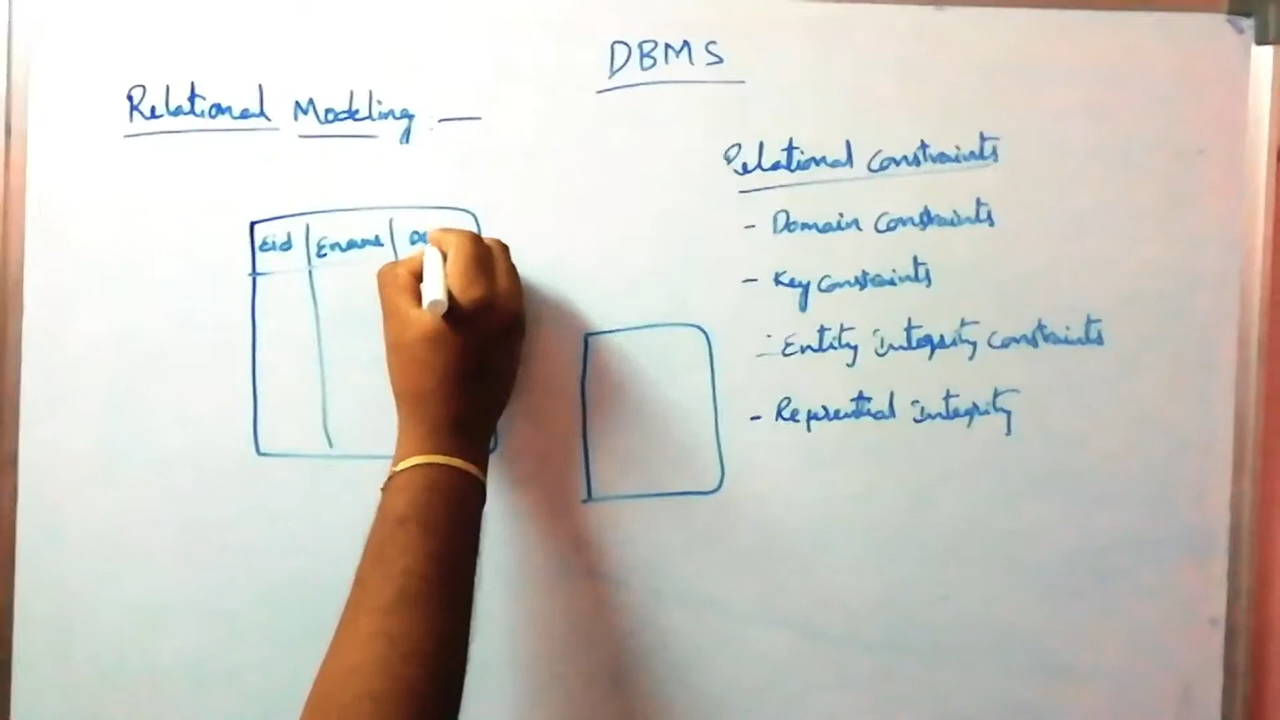 DBMS
Relational Modeling —
Relational constraints
- Domain Constraints
- Key constraints
- Entity Integrity constraints
- Referential Integrity
Eid Ename